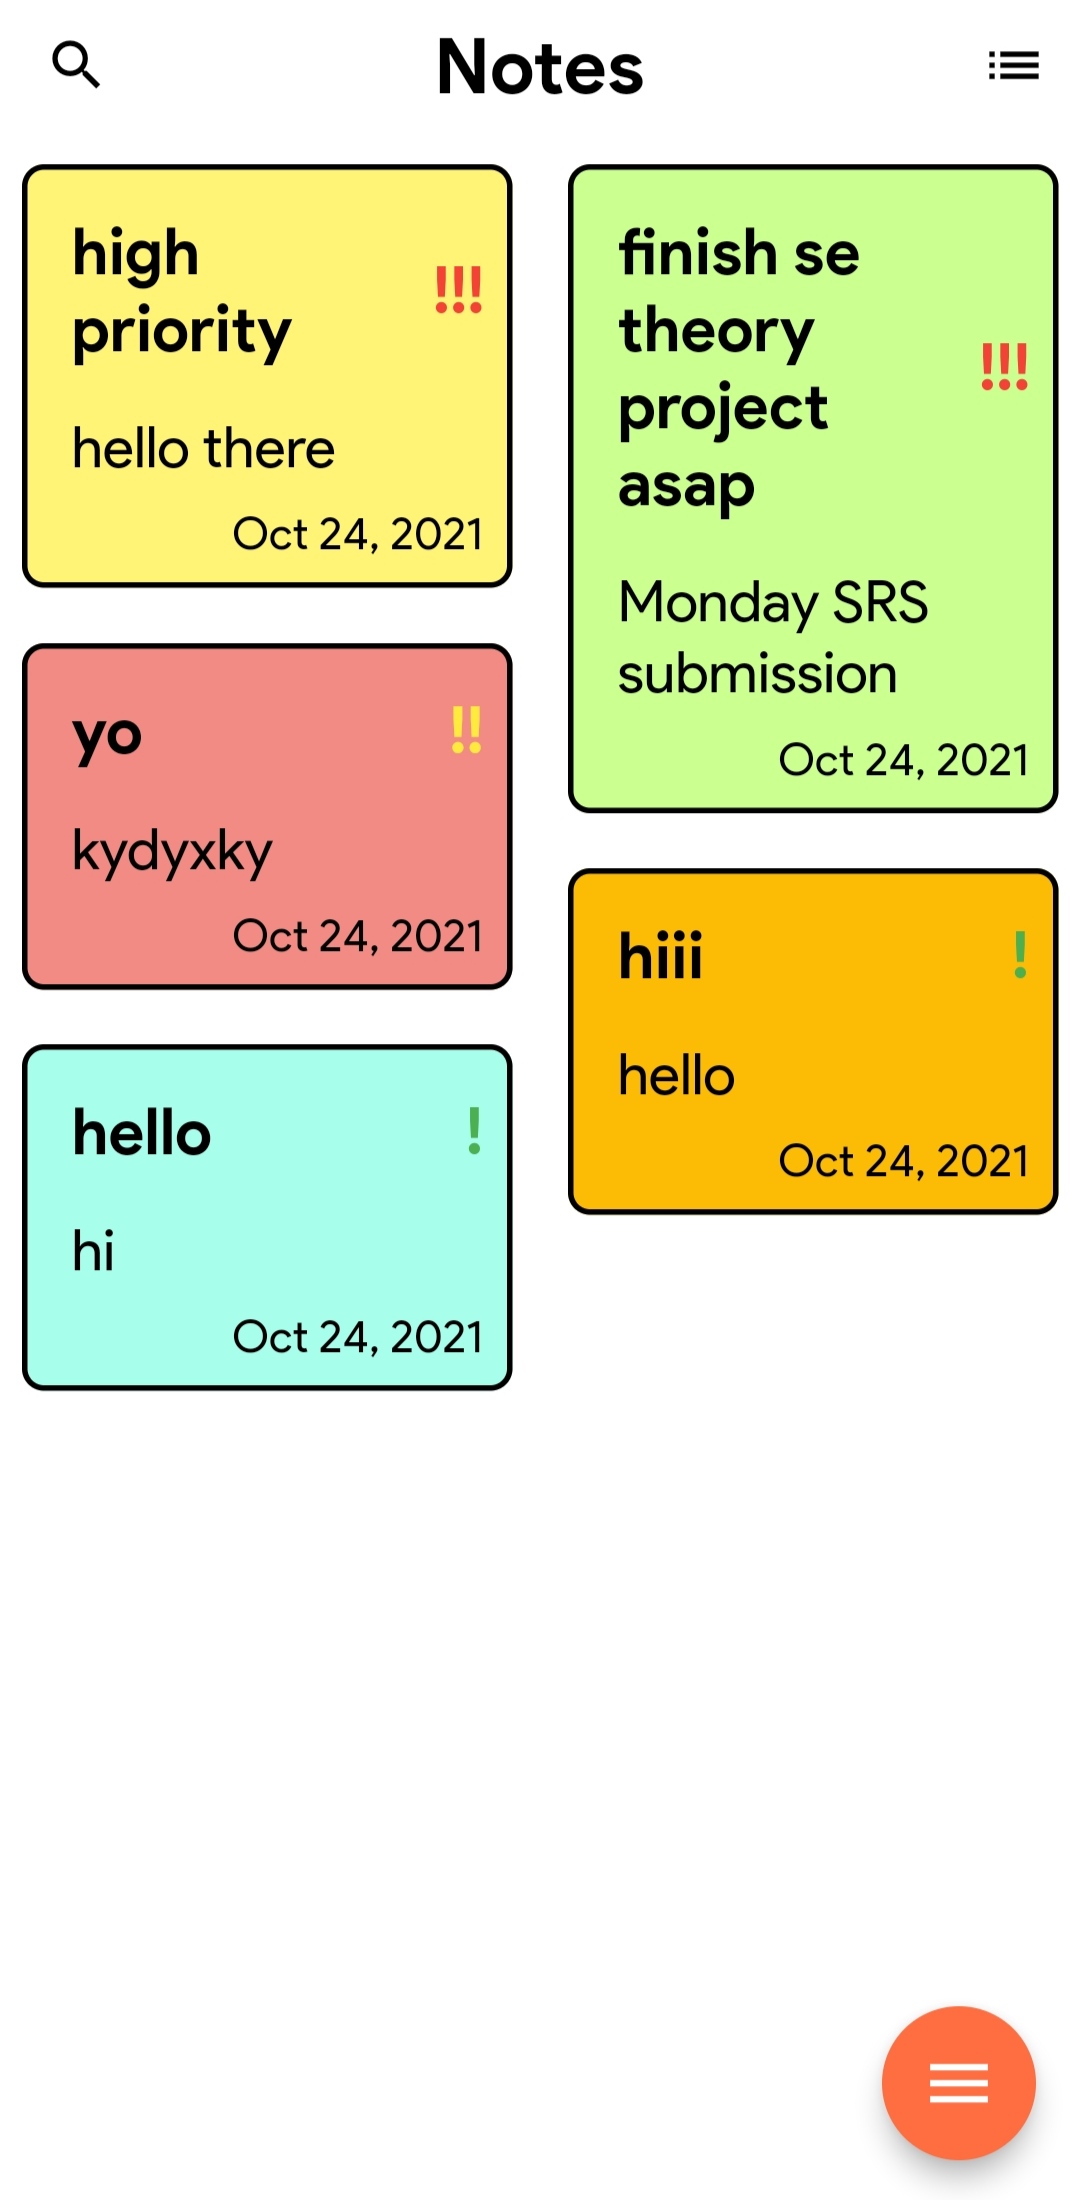 Notes
high
priority
!!!
hello there
Oct 24, 2021
finish se
theory
project
asap
!!!
Monday SRS
submission
Oct 24, 2021
yo
!!
kydyxky
Oct 24, 2021
hiii
!
hello
Oct 24, 2021
hello
!
hi
Oct 24, 2021